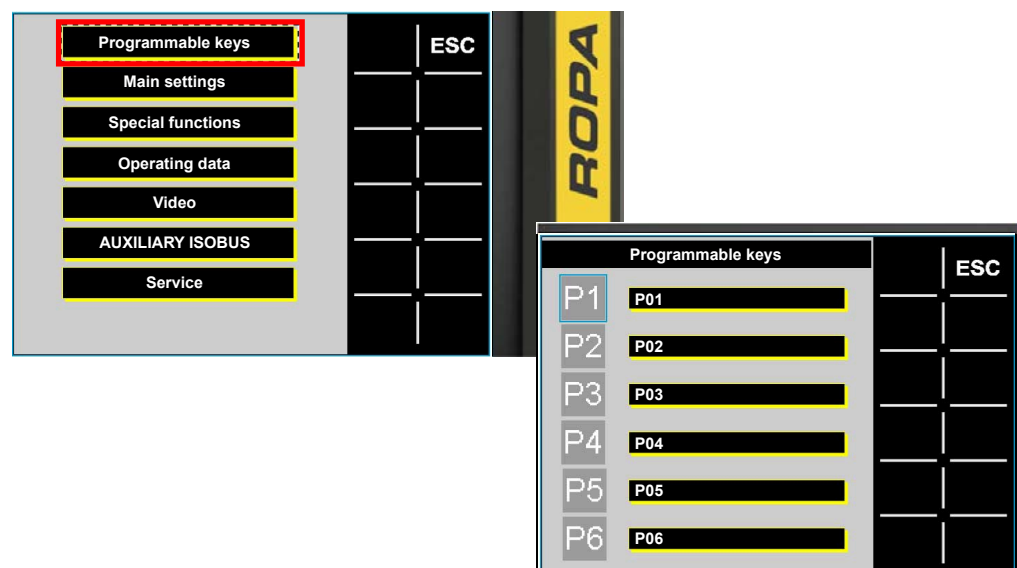 Programmable keys
ESC
Main settings
Special functions
Operating data
Video
AUXILIARY ISOBUS
Service
ROPA
Programmable keys
ESC
P1 P01
P2 P02
P3 P03
P4 P04
P5 P05
P6 P06